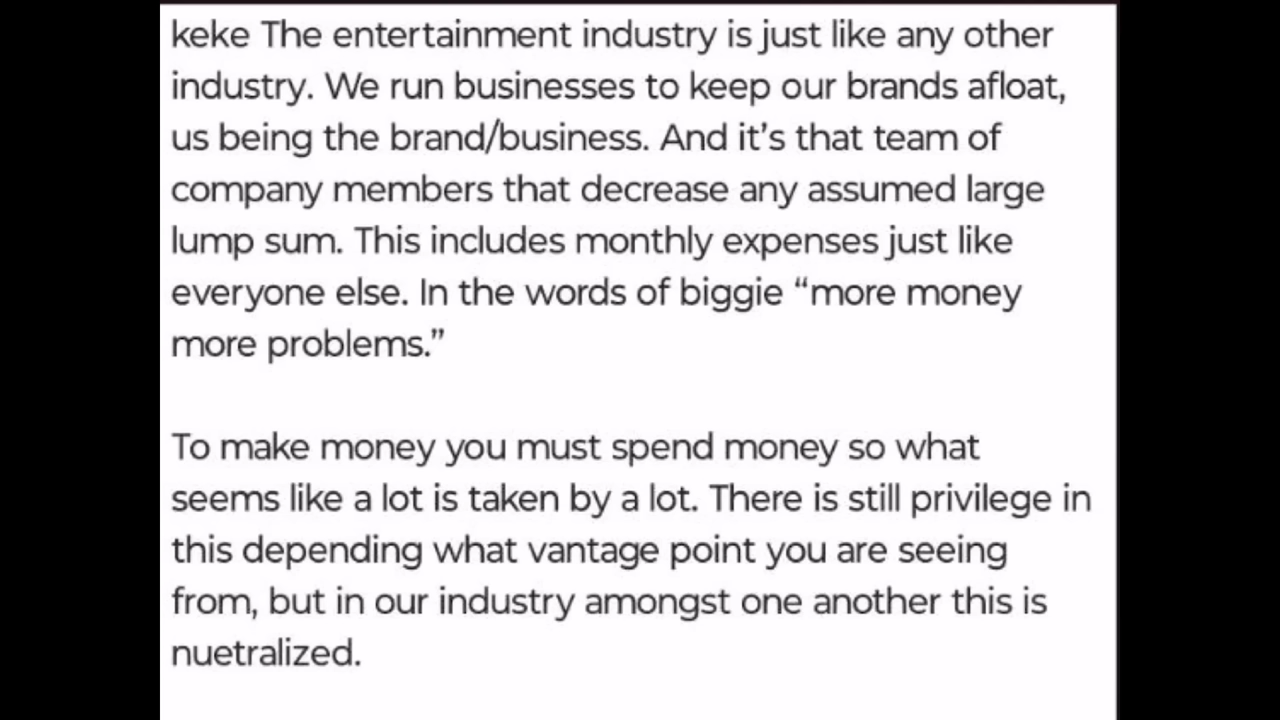 keke The entertainment industry is just like any other
industry. We run businesses to keep our brands afloat,
us being the brand/business. And it’s that team of
company members that decrease any assumed large
lump sum. This includes monthly expenses just like
everyone else. In the words of biggie “more money
more problems.”
To make money you must spend money so what
seems like a lot is taken by a lot. There is still privilege in
this depending what vantage point you are seeing
from, but in our industry amongst one another this is
nuetralized.